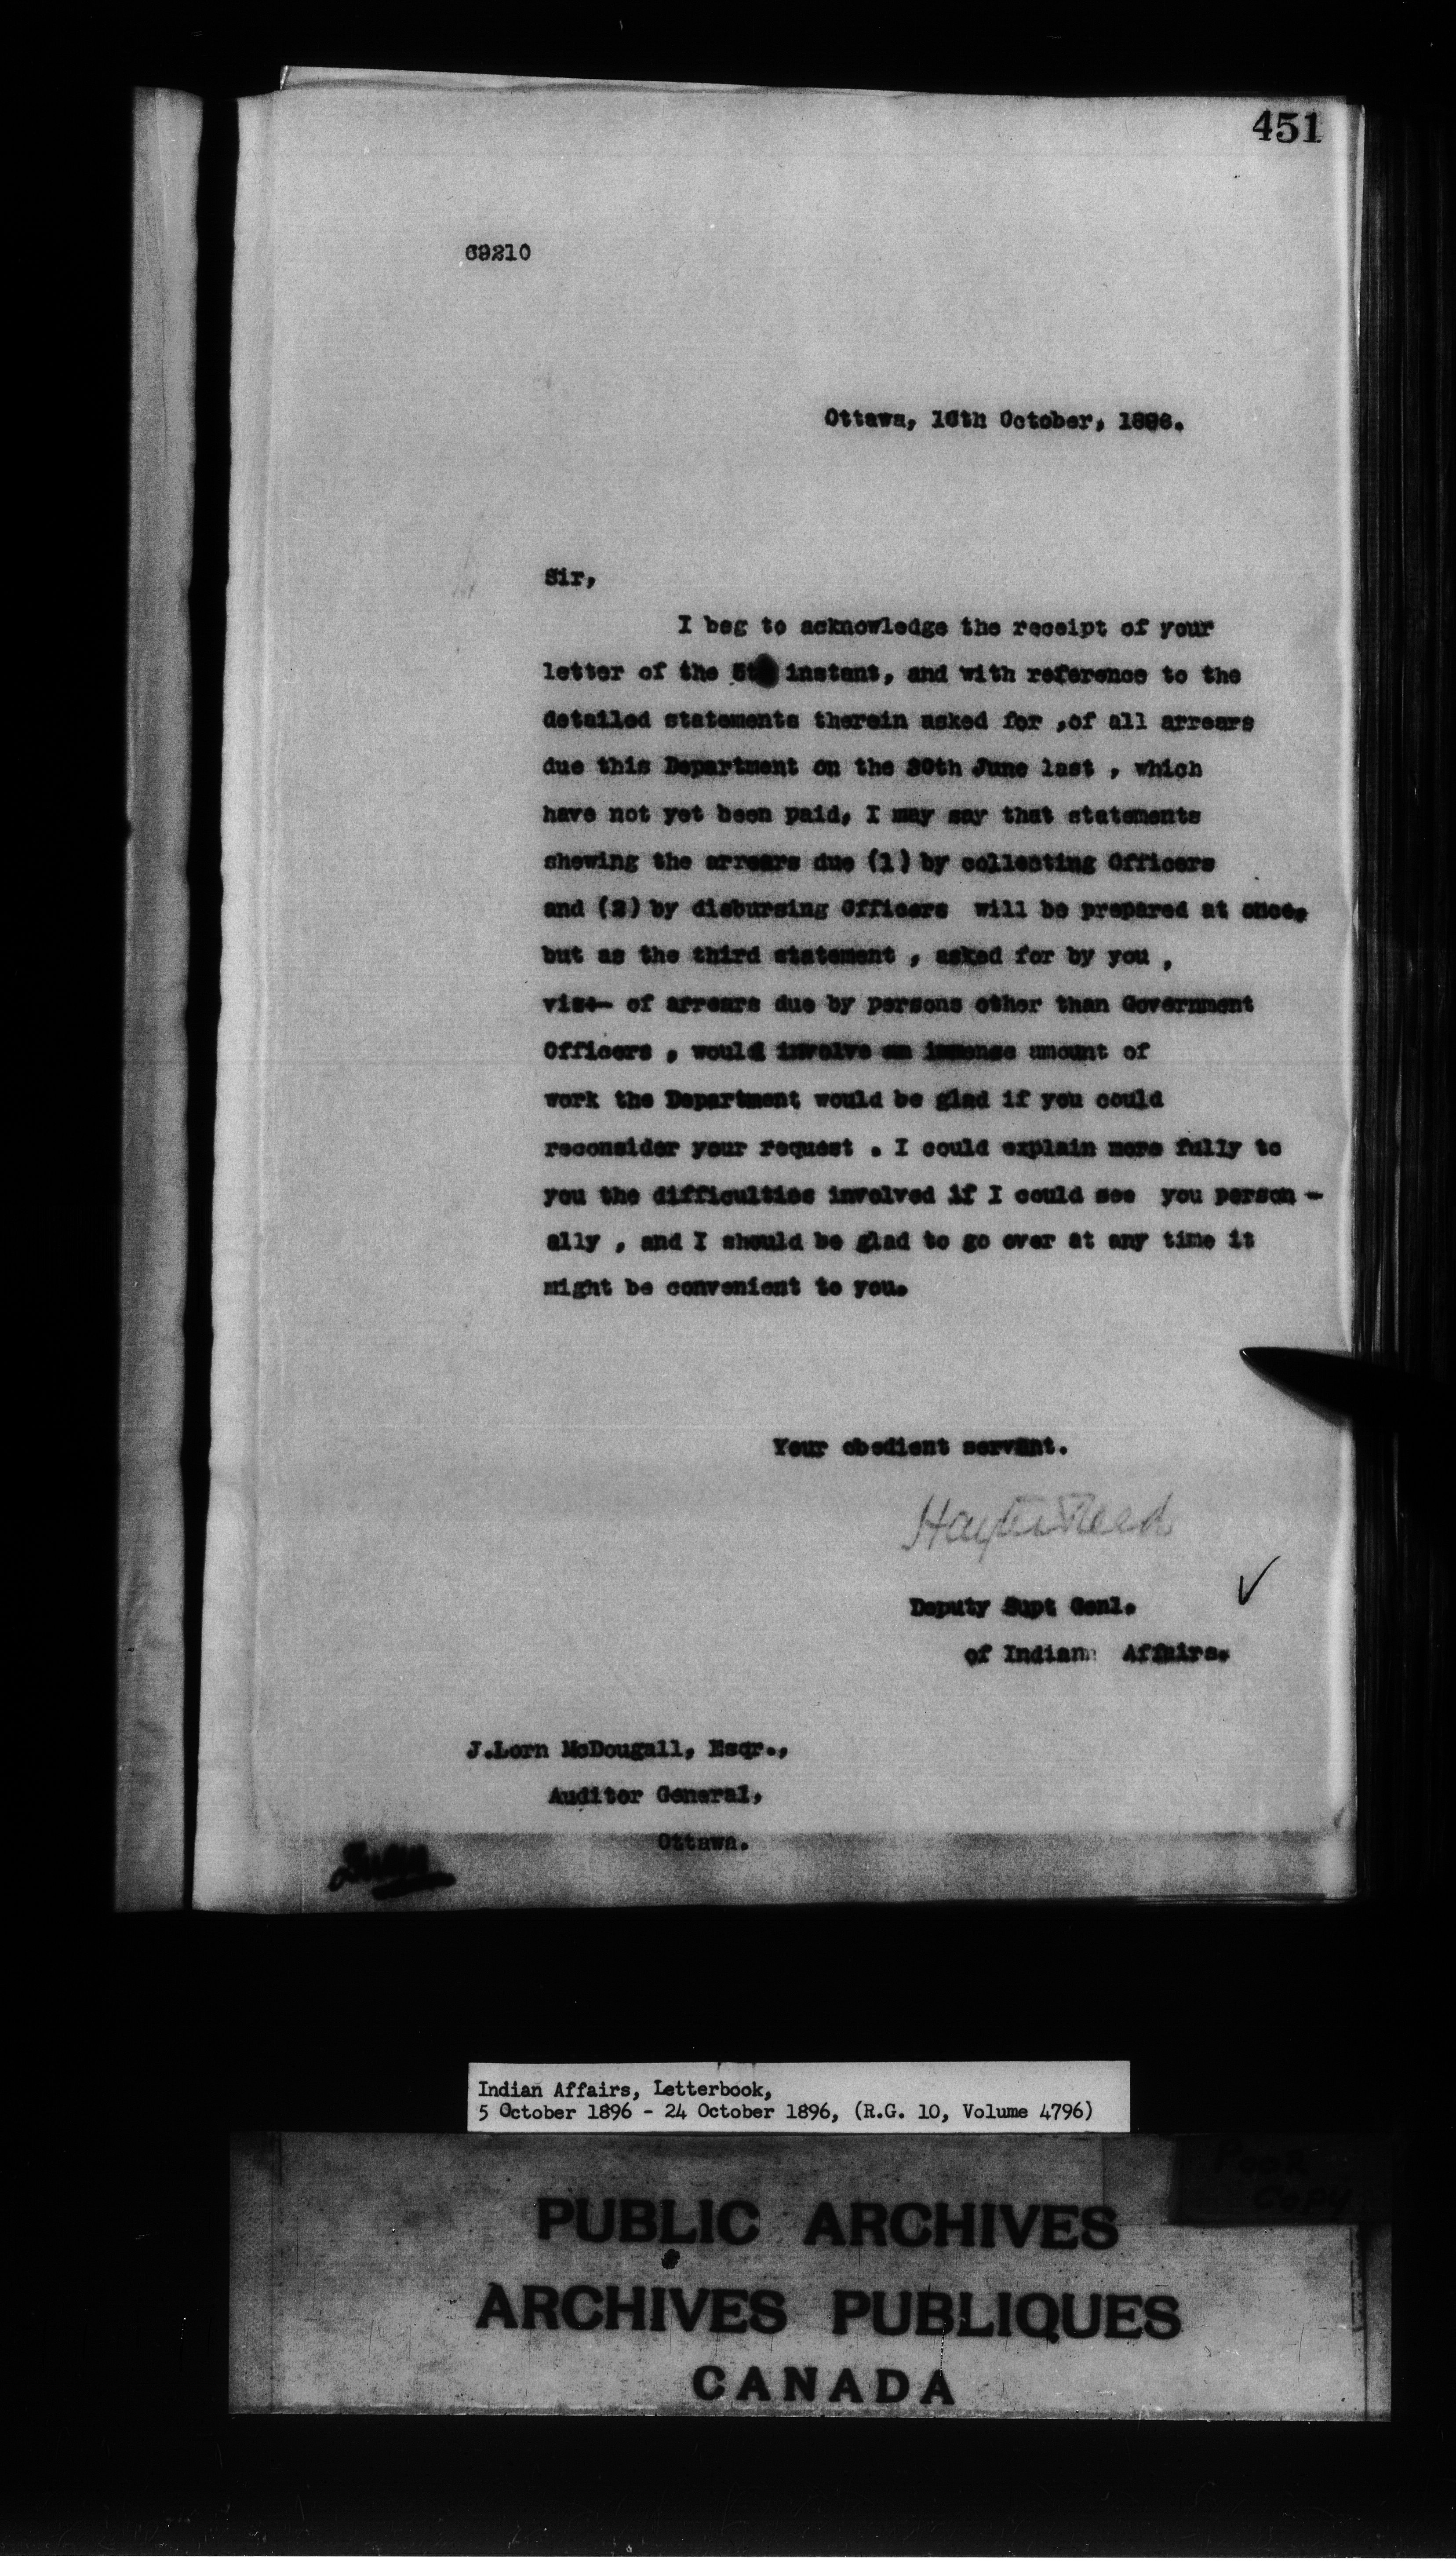 451
69210
Ottawa, 16th October, 1896.
Sir,
I beg to acknowledge the receipt of your
letter of the 5th instant, and with reference to the
detailed statements therein asked for ,of all arrears
due this Department on the 30th June last , which
have not yet been paid, I may say that statements
shewing the arrears due (1) by collecting Officers
and (2) by disbursing Officers will be prepared at once,
but as the third statement , asked for by you ,
viz:- of arrears due by persons other than Government
Officers , would involve an immense amount of
work the Department would be glad if you could
reconsider your request . I could explain more fully to
you the difficulties involved if I could see you person -
ally , and I should be glad to go over at any time it
might be convenient to you.
Your obedient servant.
Hayter Reed
Deputy Supt Genl.
of Indian Affairs.
J.Lorn McDougall, Esqr.,
Auditor General,
Ottawa.
Indian Affairs, Letterbook,
5 October 1896 - 24 October 1896, (R.G. 10, Volume 4796)
Poor
Copy
PUBLIC ARCHIVES
ARCHIVES PUBLIQUES
CANADA